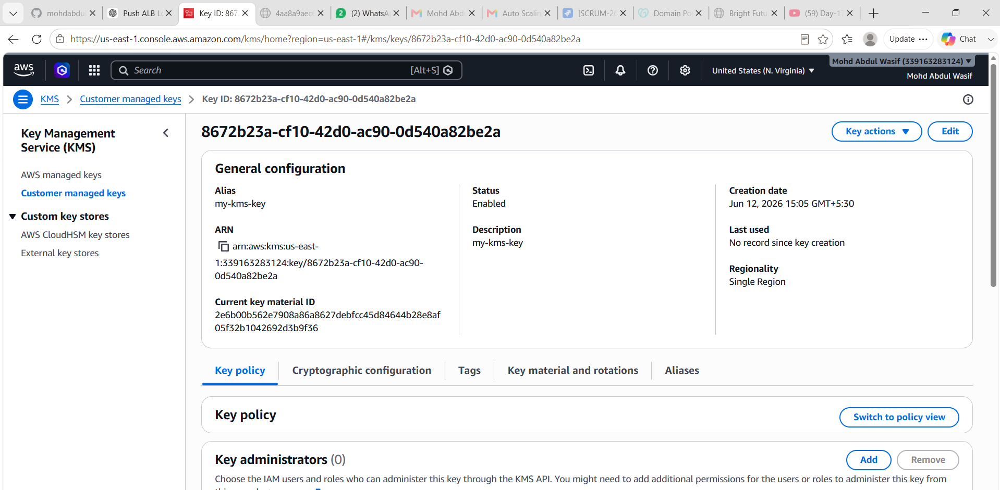 mohdabdul
Push ALB Lo
Key ID: 867
4aa8a9aec
(2) WhatsA
Mohd Abdu
Auto Scalin
[SCRUM-26
Domain Po
Bright Futu
(59) Day-17
https://us-east-1.console.aws.amazon.com/kms/home?region=us-east-1#/kms/keys/8672b23a-cf10-42d0-ac90-0d540a82be2a
Update
Chat
aws
Search
[Alt+S]
United States (N. Virginia)
Mohd Abdul Wasif (339163283124)
Mohd Abdul Wasif
KMS
Customer managed keys
Key ID: 8672b23a-cf10-42d0-ac90-0d540a82be2a
Key Management
Service (KMS)
AWS managed keys
Customer managed keys
Custom key stores
AWS CloudHSM key stores
External key stores
8672b23a-cf10-42d0-ac90-0d540a82be2a
Key actions
Edit
General configuration
Alias
my-kms-key
ARN
arn:aws:kms:us-east-
1:339163283124:key/8672b23a-cf10-42d0-ac90-
0d540a82be2a
Current key material ID
2e6b00b562e7908a86a8627debfcc45d84644b28e8af
05f32b1042692d3b9f36
Status
Enabled
Description
my-kms-key
Creation date
Jun 12, 2026 15:05 GMT+5:30
Last used
No record since key creation
Regionality
Single Region
Key policy
Cryptographic configuration
Tags
Key material and rotations
Aliases
Key policy
Switch to policy view
Key administrators (0)
Add
Remove
Choose the IAM users and roles who can administer this key through the KMS API. You might need to add additional permissions for the users or roles to administer this key from